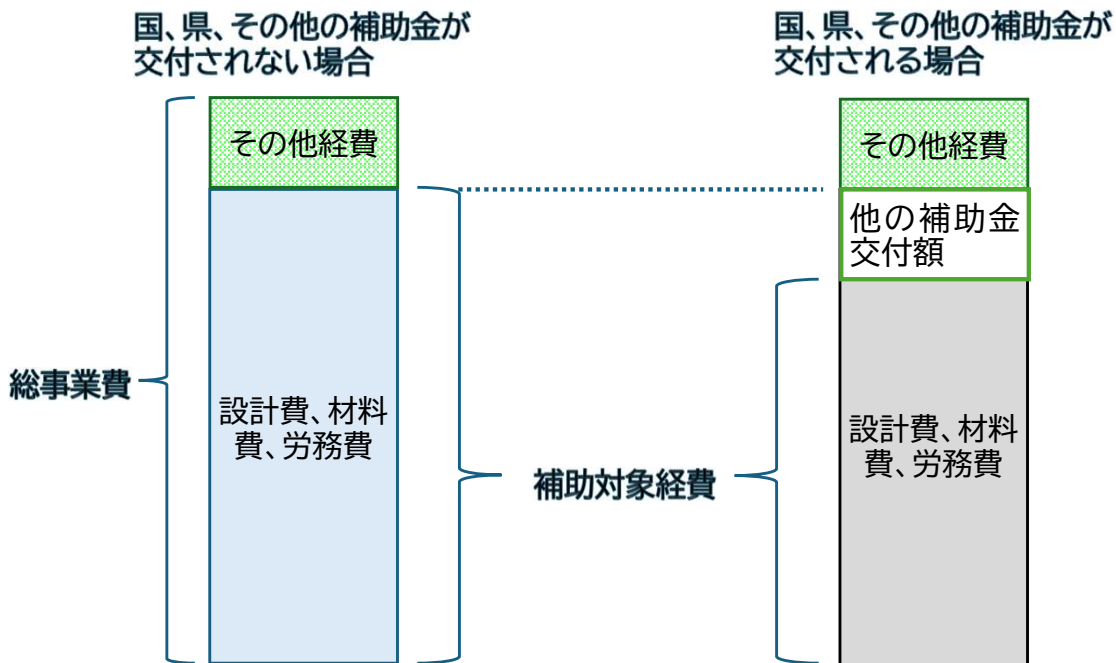 国、県、その他の補助金が
交付されない場合
国、県、その他の補助金が
交付される場合
その他経費
その他経費
他の補助金
交付額
総事業費
設計費、材料
費、労務費
設計費、材料
費、労務費
補助対象経費